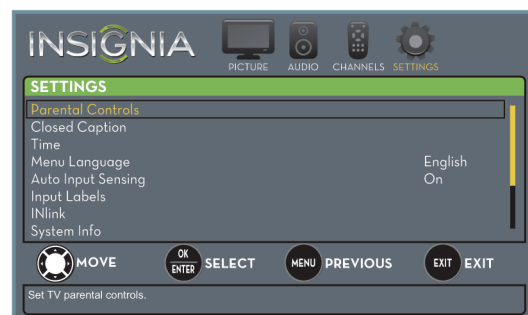 INSIGNIA
PICTURE AUDIO CHANNELS SETTINGS
SETTINGS
Parental Controls
Closed Caption
Time
Menu Language English
Auto Input Sensing On
Input Labels
INlink
System Info
MOVE OK ENTER SELECT MENU PREVIOUS EXIT EXIT
Set TV parental controls.